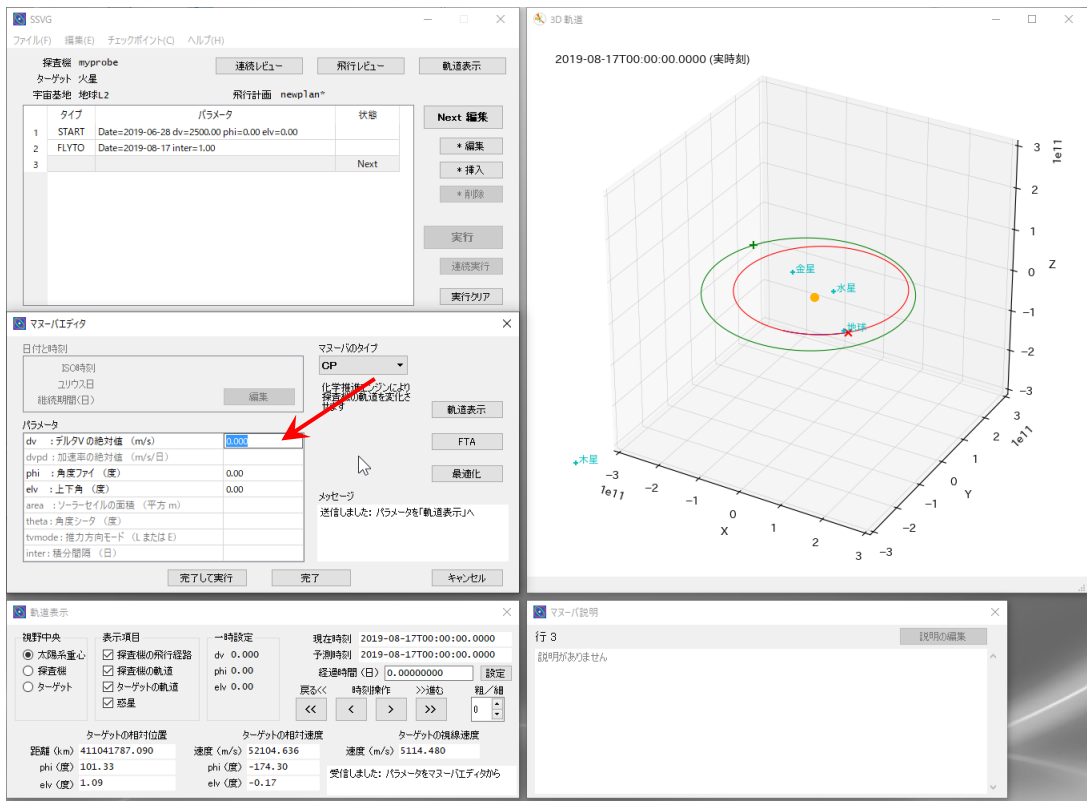 SSVG
ファイル(F) 編集(E) チェックポイント(C) ヘルプ(H)
探査機 myprobe
ターゲット 火星
宇宙基地 地球L2
連続レビュー 飛行レビュー 軌道表示
飛行計画 newplan*
タイプ パラメータ 状態
1 START Date=2019-06-28 dv=2500.00 phi=0.00 elv=0.00
2 FLYTO Date=2019-08-17 inter=1.00
3 Next
Next 編集
* 編集
* 挿入
* 削除
実行
連続実行
実行クリア
マヌーバエディタ
日付と時刻
ISO時刻
ユリウス日
継続期間(日)
編集
マヌーバのタイプ
CP
化学推進エンジンにより
探査機の軌道を変化さ
せます
軌道表示
FTA
最適化
パラメータ
dv :デルタVの絶対値 (m/s) 0.000
dvpd :加速率の絶対値 (m/s/日)
phi :角度ファイ (度) 0.00
elv :上下角 (度) 0.00
area :ソーラーセイルの面積 (平方 m)
theta:角度シータ (度)
tvmode:推力方向モード (L または E)
inter:積分間隔 (日)
メッセージ
送信しました: パラメータを「軌道表示」へ
完了して実行 完了 キャンセル
3D 軌道
2019-08-17T00:00:00.0000 (実時刻)
金星
水星
地球
木星
3
2
1
0
−1
−2
−3
1e11
Z
−3
−2
−1
0
1
2
3
1e11
X
3
2
1
0
−1
−2
−3
1e11
Y
軌道表示
視野中央
太陽系重心
探査機
ターゲット
表示項目
探査機の飛行経路
探査機の軌道
ターゲットの軌道
惑星
一時設定
dv 0.000
phi 0.00
elv 0.00
現在時刻 2019-08-17T00:00:00.0000
予測時刻 2019-08-17T00:00:00.0000
経過時間 (日) 0.00000000 設定
戻る<< 時刻操作 >>進む 粗/細
<< < > >> 0
ターゲットの相対位置
距離 (km) 411041787.090
phi (度) 101.33
elv (度) 1.09
ターゲットの相対速度
速度 (m/s) 52104.636
phi (度) -174.30
elv (度) -0.17
ターゲットの視線速度
速度 (m/s) 5114.480
受信しました: パラメータをマヌーバエディタから
マヌーバ説明
行 3
説明の編集
説明がありません